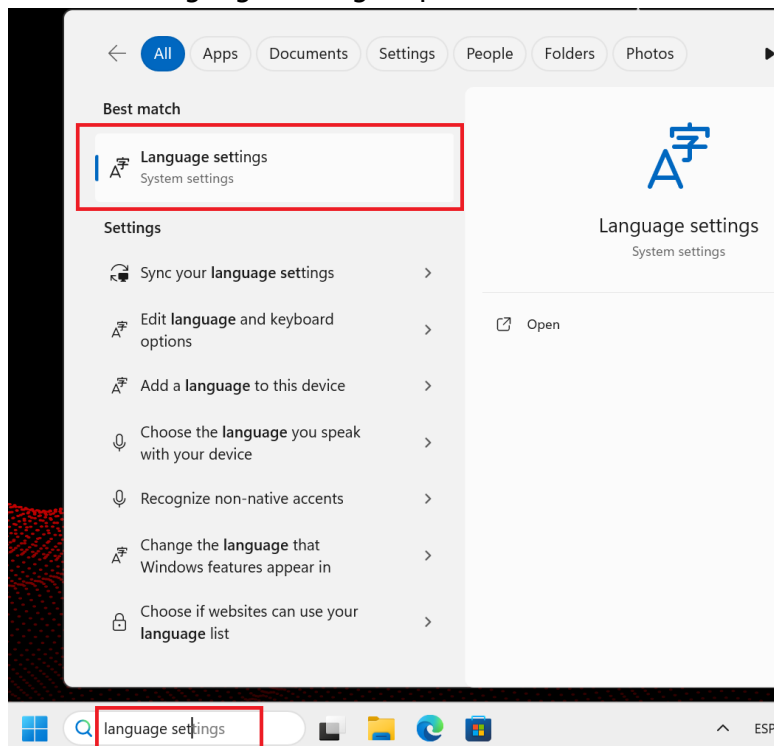 All Apps Documents Settings People Folders Photos
Best match
Language settings
System settings
Settings
Sync your language settings
Edit language and keyboard
options
Add a language to this device
Choose the language you speak
with your device
Recognize non-native accents
Change the language that
Windows features appear in
Choose if websites can use your
language list
Language settings
System settings
Open
language settings
ESP